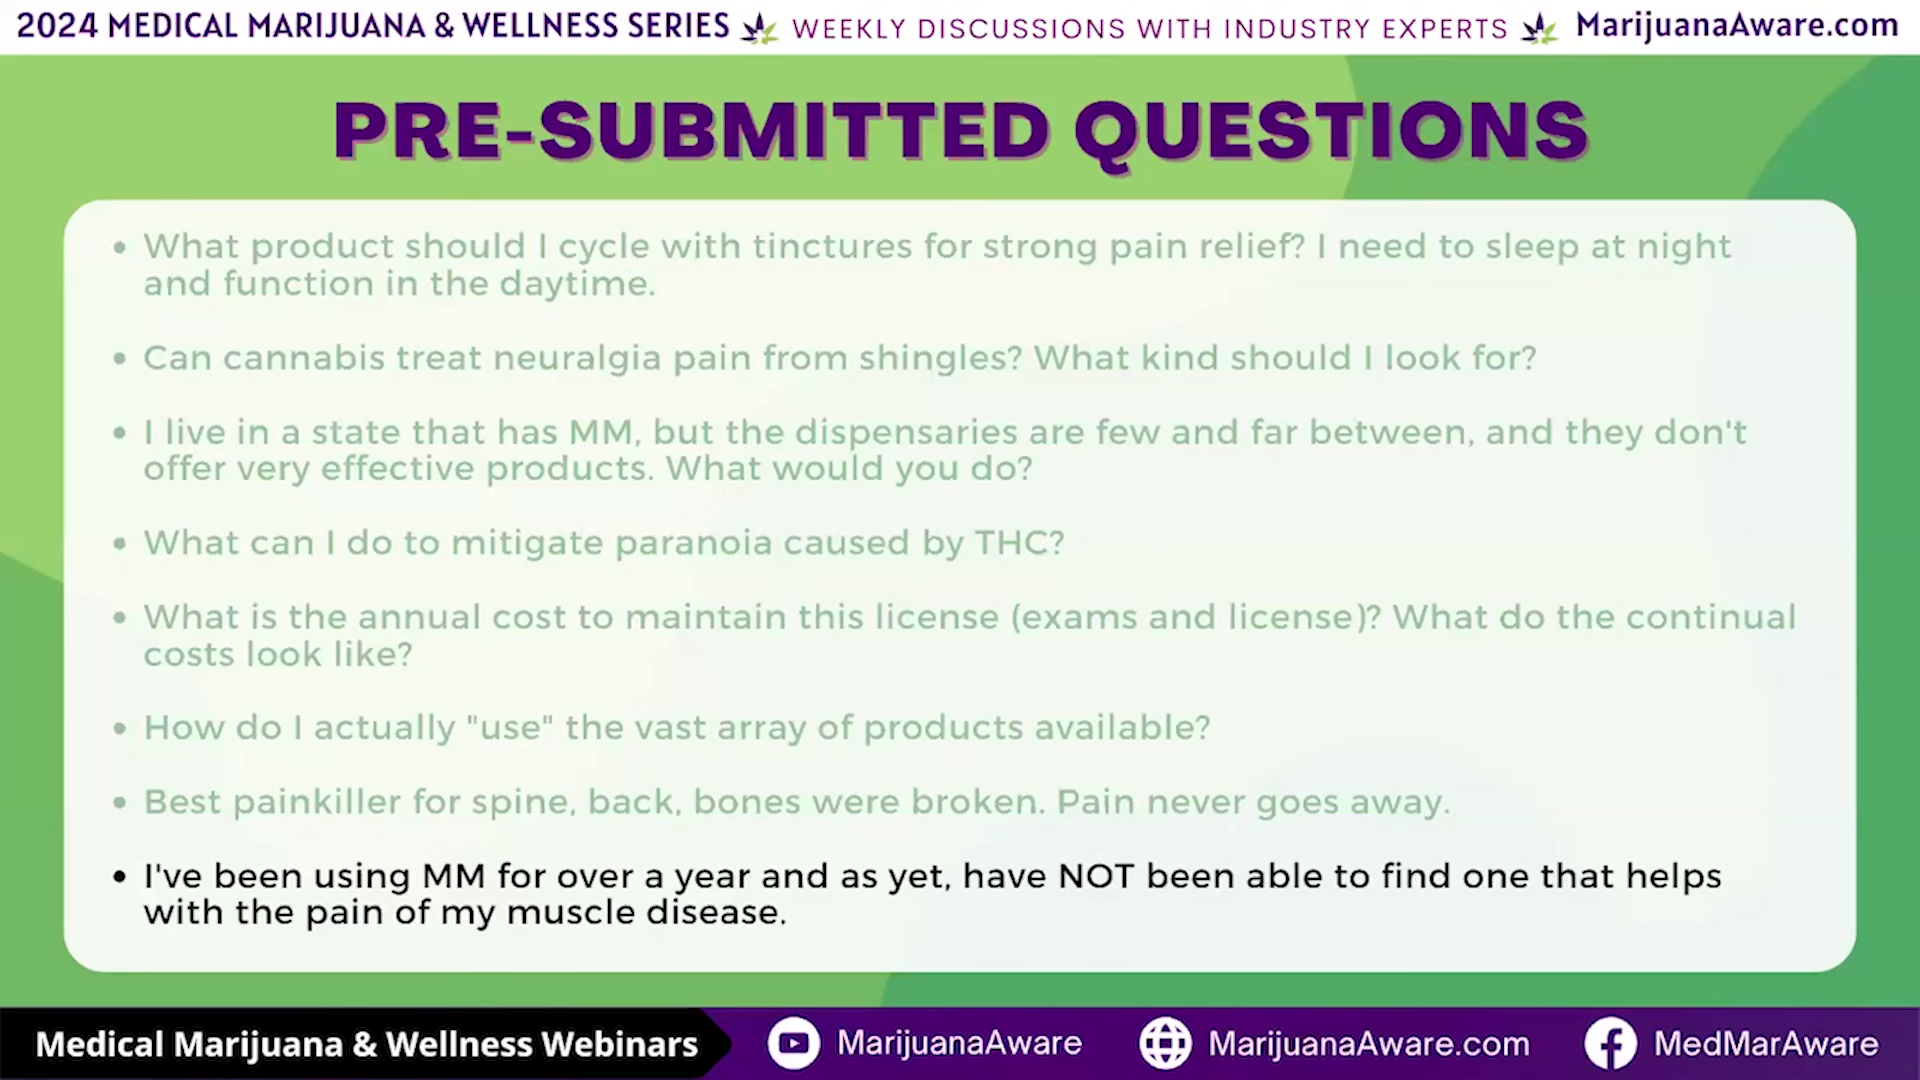 2024 MEDICAL MARIJUANA & WELLNESS SERIES WEEKLY DISCUSSIONS WITH INDUSTRY EXPERTS MarijuanaAware.com
PRE-SUBMITTED QUESTIONS
• What product should I cycle with tinctures for strong pain relief? I need to sleep at night
and function in the daytime.
• Can cannabis treat neuralgia pain from shingles? What kind should I look for?
• I live in a state that has MM, but the dispensaries are few and far between, and they don't
offer very effective products. What would you do?
• What can I do to mitigate paranoia caused by THC?
• What is the annual cost to maintain this license (exams and license)? What do the continual
costs look like?
• How do I actually "use" the vast array of products available?
• Best painkiller for spine, back, bones were broken. Pain never goes away.
• I've been using MM for over a year and as yet, have NOT been able to find one that helps
with the pain of my muscle disease.
Medical Marijuana & Wellness Webinars MarijuanaAware MarijuanaAware.com MedMarAware